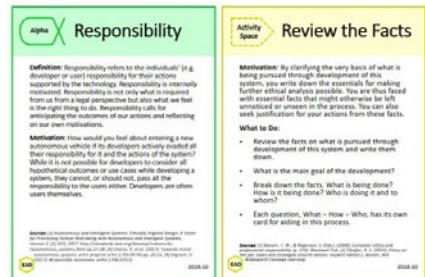 Alpha
Responsibility
Definition: Responsibility refers to the individuals' (e.g.
developer or user) responsibility for their actions
supported by the technology. Responsibility is internally
motivated. Responsibility is not only what is required
from us from a legal perspective but also what we feel
is the right thing to do. Responsibility calls for
anticipating the outcomes of our actions and reflecting
on our own motivations.
Motivation: How would you feel about entering a new
autonomous vehicle if its developers actively evaded all
their responsibility for it and the actions of the system?
While it is not possible for developers to consider all
hypothetical outcomes or use cases while developing a
system, they cannot, or should not, pass all the
responsibility to the users either. Developers are often
users themselves.
EAD
2018.10
Activity
Space
Review the Facts
Motivation: By clarifying the very basis of what is
being pursued through development of this
system, you write down the essentials for making
further ethical analysis possible. You are thus faced
with essential facts that might otherwise be left
unnoticed or unseen in the process. You can also
seek justification for your actions from these facts.
What to Do:
• Review the facts on what is pursued through
development of this system and write them
down.
• What is the main goal of the development?
• Break down the facts. What is being done?
How is it being done? Who is doing it and to
whom?
• Each question, What – How – Who, has its own
card for aiding in this process.
EAD
2018.10